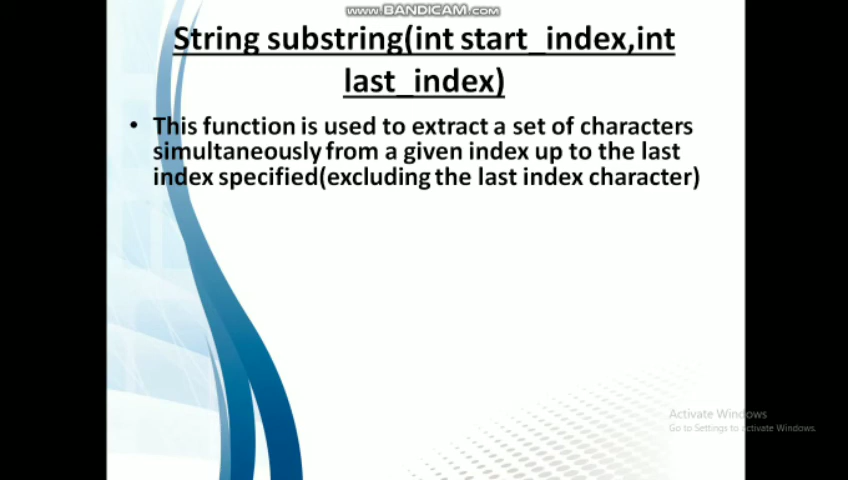 www.BANDICAM.com
String substring(int start_index,int
last_index)
• This function is used to extract a set of characters
simultaneously from a given index up to the last
index specified(excluding the last index character)
Activate Windows
Go to Settings to activate Windows.